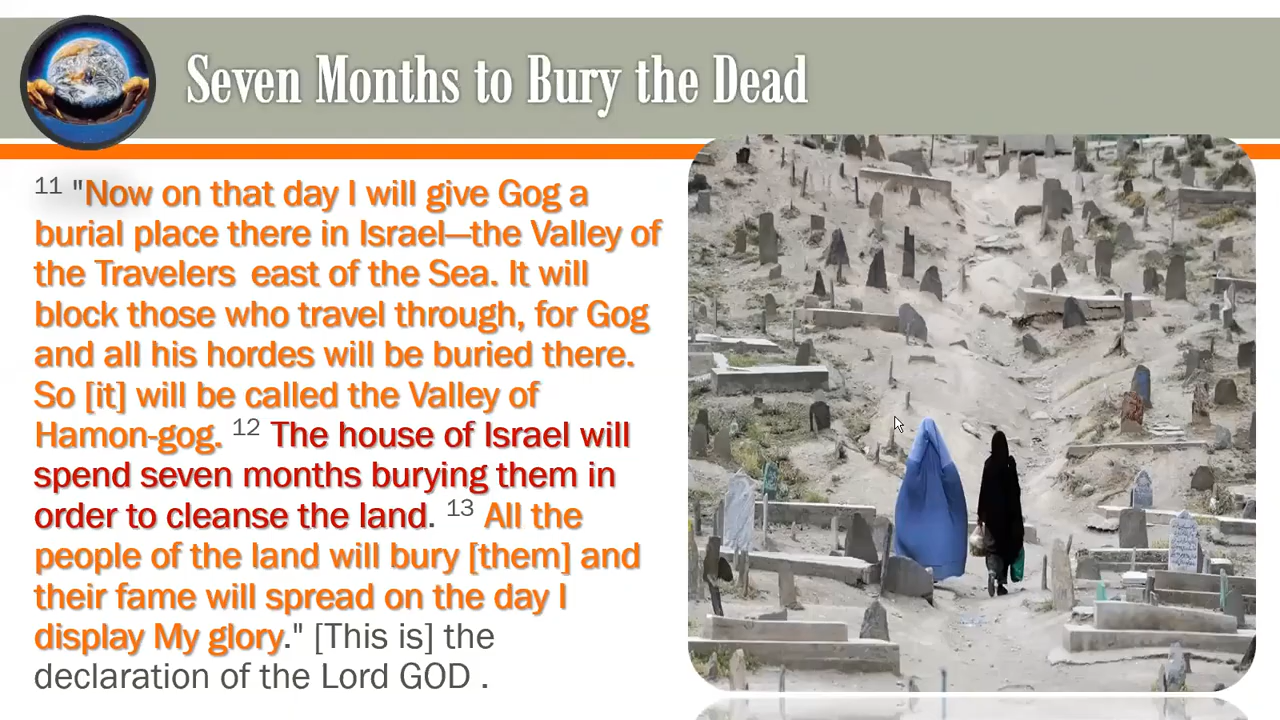 Seven Months to Bury the Dead
11 "Now on that day I will give Gog a
burial place there in Israel—the Valley of
the Travelers east of the Sea. It will
block those who travel through, for Gog
and all his hordes will be buried there.
So [it] will be called the Valley of
Hamon-gog. 12 The house of Israel will
spend seven months burying them in
order to cleanse the land. 13 All the
people of the land will bury [them] and
their fame will spread on the day I
display My glory." [This is] the
declaration of the Lord GOD .